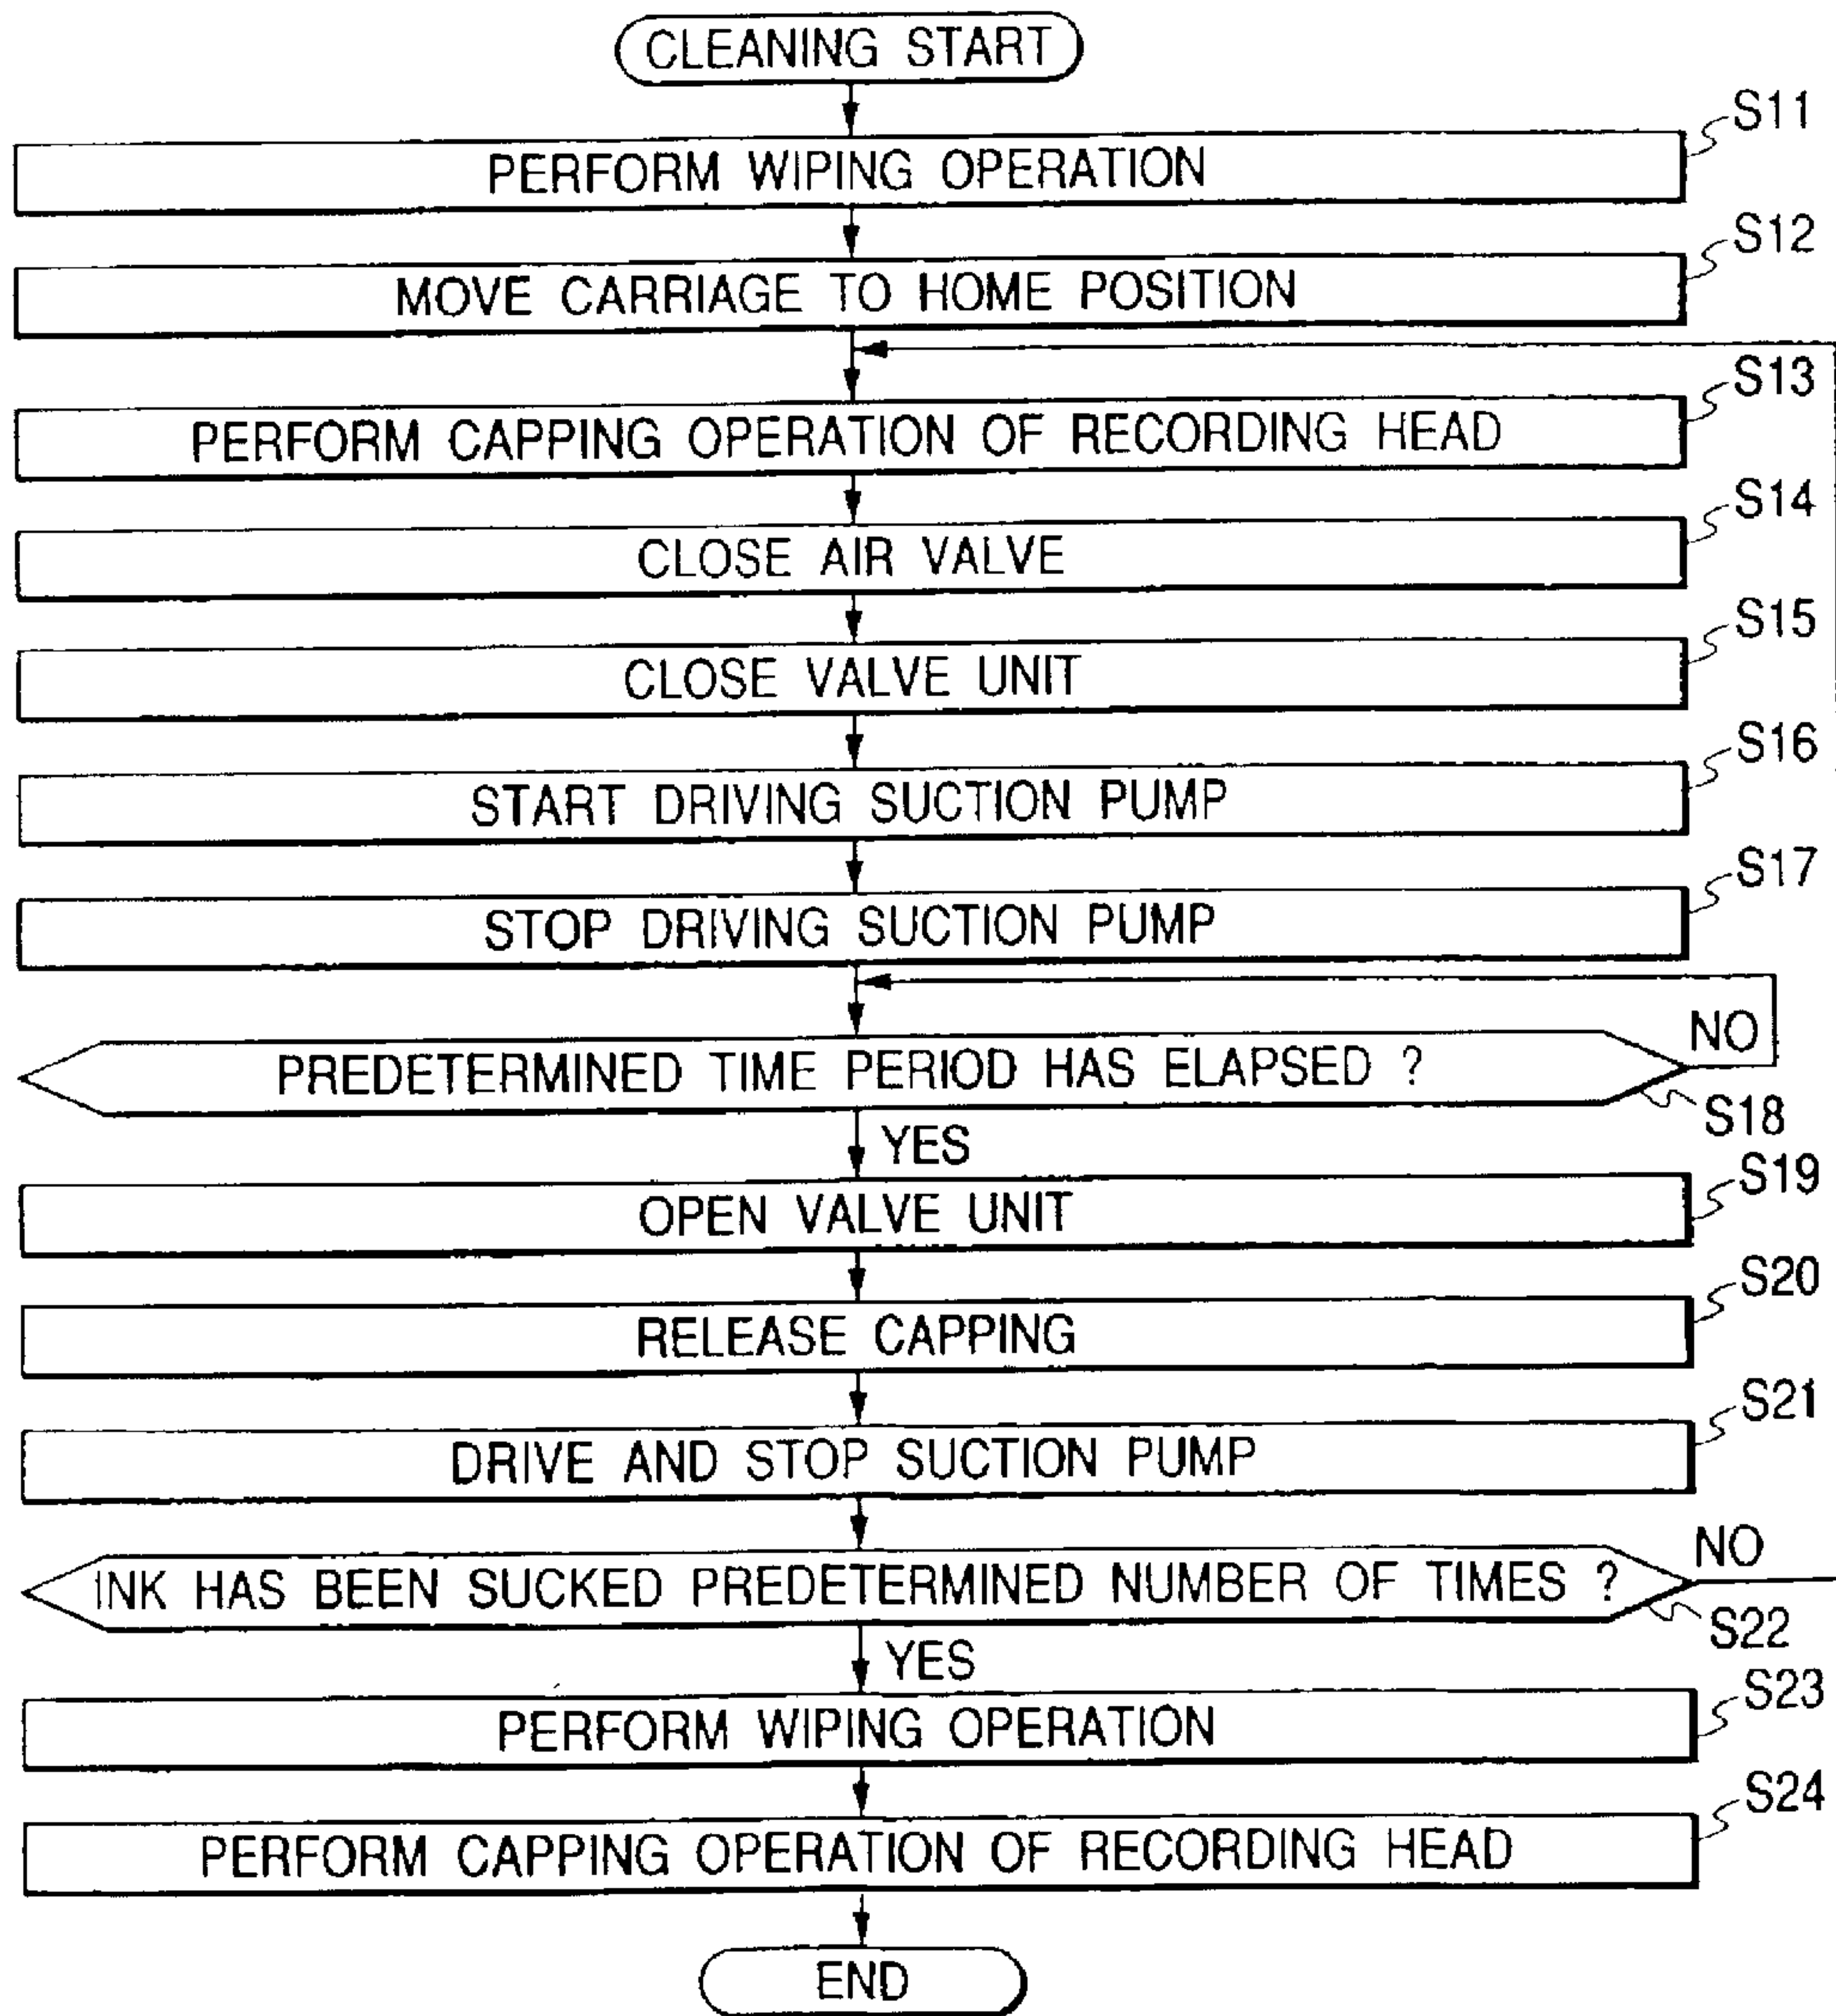 CLEANING START
S11
PERFORM WIPING OPERATION
S12
MOVE CARRIAGE TO HOME POSITION
S13
PERFORM CAPPING OPERATION OF RECORDING HEAD
S14
CLOSE AIR VALVE
S15
CLOSE VALVE UNIT
S16
START DRIVING SUCTION PUMP
S17
STOP DRIVING SUCTION PUMP
NO
PREDETERMINED TIME PERIOD HAS ELAPSED ?
S18
YES
S19
OPEN VALVE UNIT
S20
RELEASE CAPPING
S21
DRIVE AND STOP SUCTION PUMP
NO
INK HAS BEEN SUCKED PREDETERMINED NUMBER OF TIMES ?
S22
YES
S23
PERFORM WIPING OPERATION
S24
PERFORM CAPPING OPERATION OF RECORDING HEAD
END